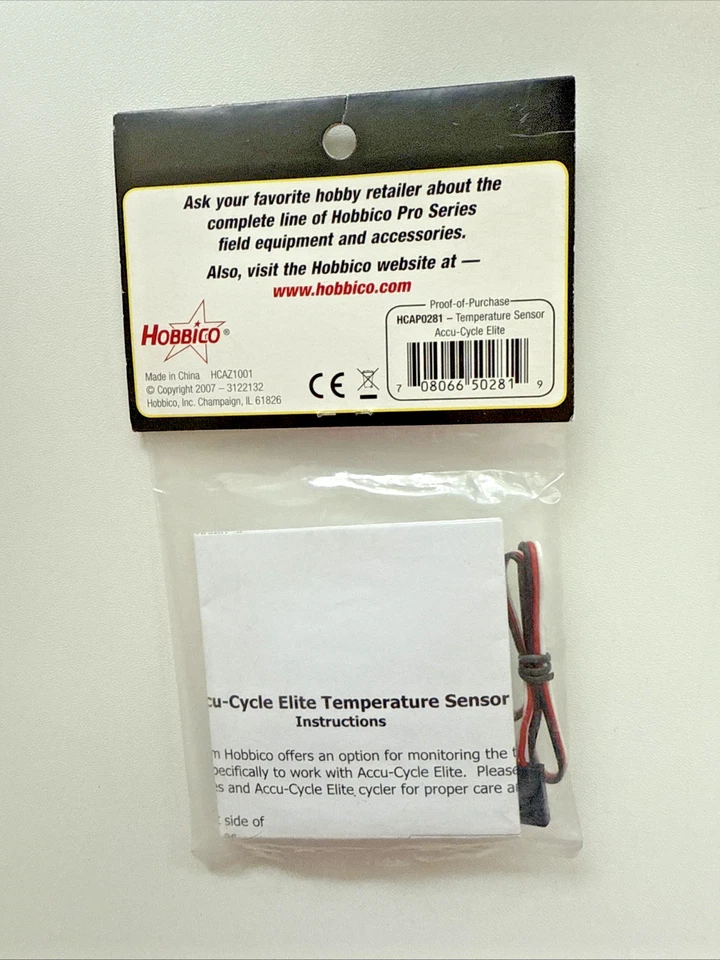 Ask your favorite hobby retailer about the
complete line of Hobbico Pro Series
field equipment and accessories.
Also, visit the Hobbico website at —
www.hobbico.com
HOBBICO®
Made in China HCAZ1001
© Copyright 2007 – 3122132
Hobbico, Inc. Champaign, IL 61826
CE
Proof-of-Purchase
HCAP0281 – Temperature Sensor
Accu-Cycle Elite
7 08066 50281 9
cu-Cycle Elite Temperature Sensor
Instructions
m Hobbico offers an option for monitoring the t
pecifically to work with Accu-Cycle Elite. Please
s and Accu-Cycle Elite cycler for proper care a
side of